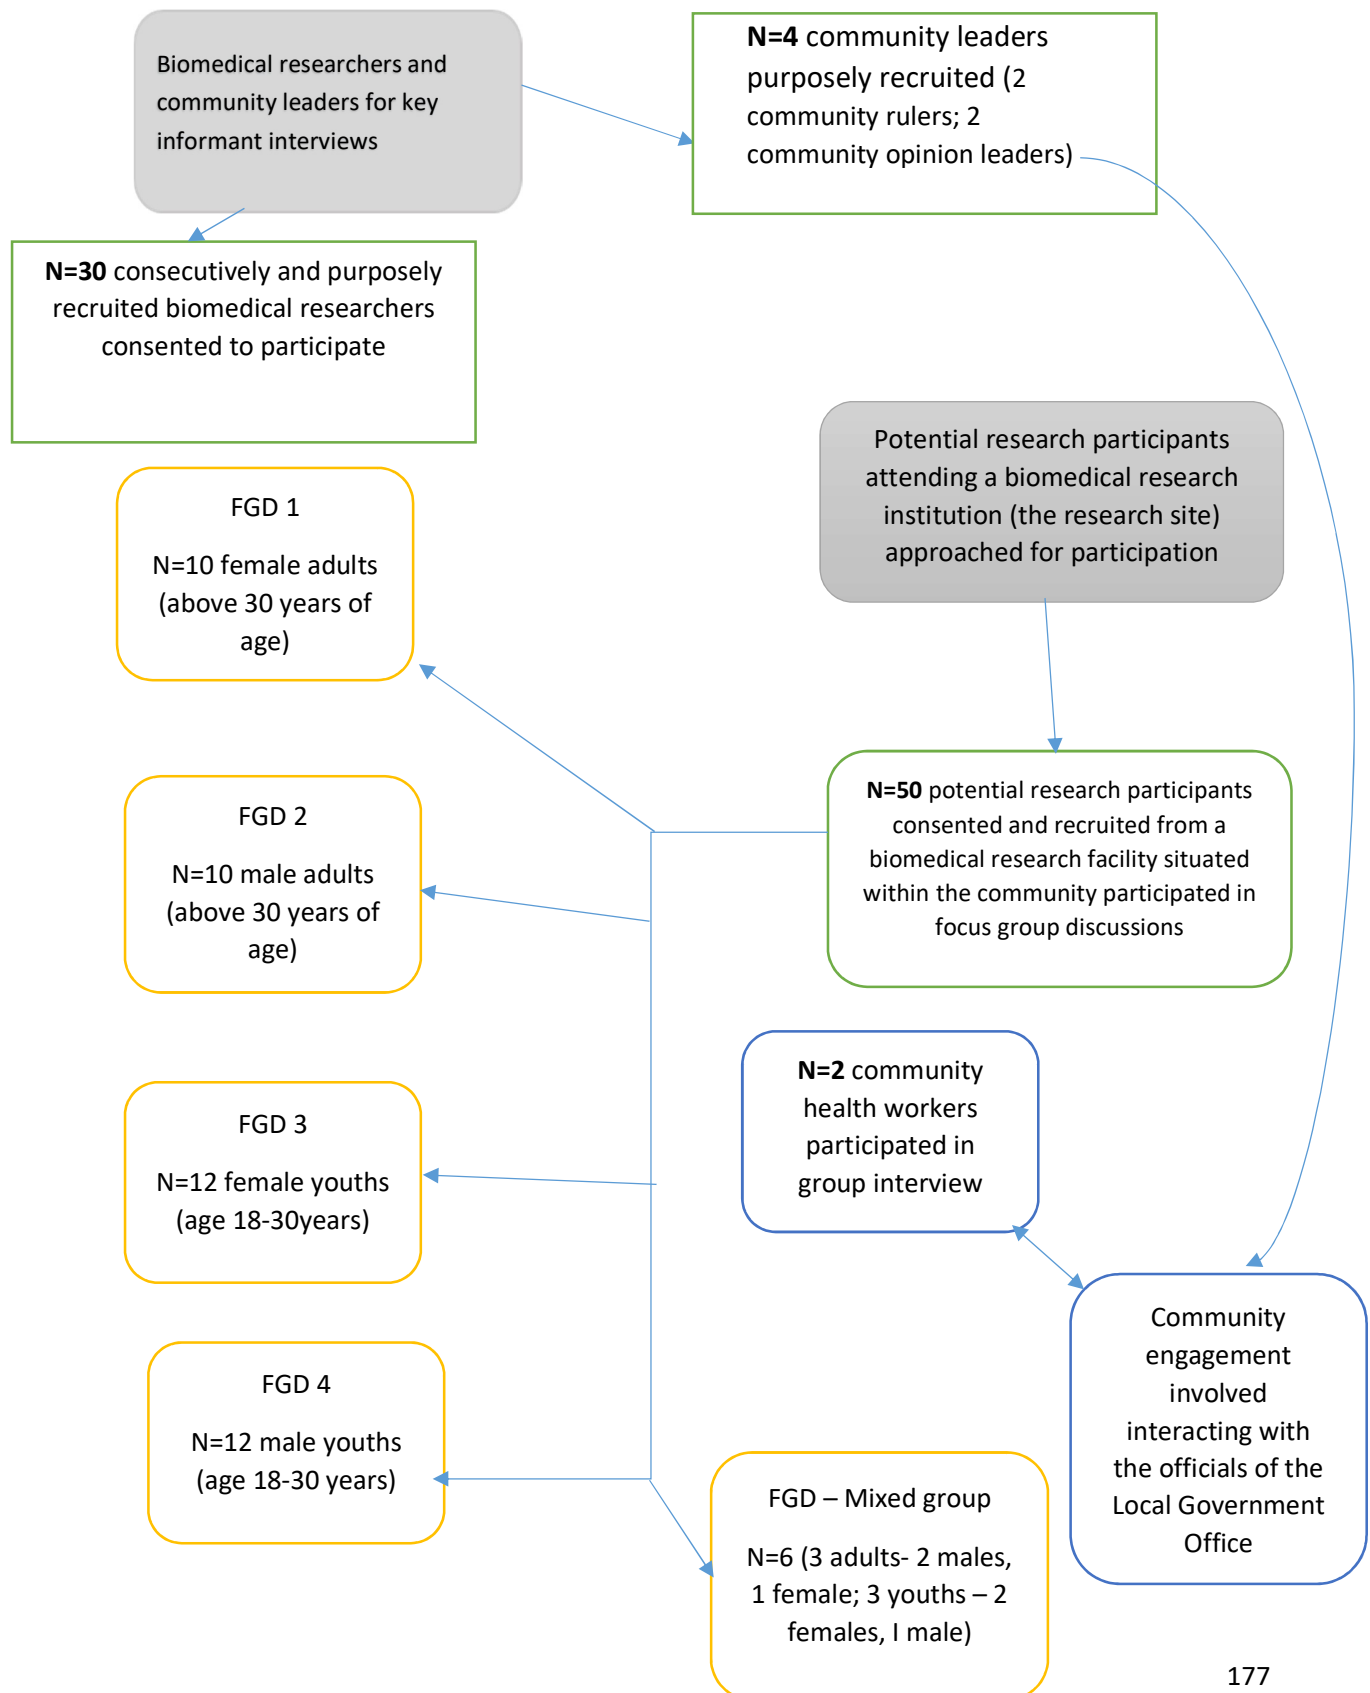 Biomedical researchers and
community leaders for key
informant interviews
N=4 community leaders
purposely recruited (2
community rulers; 2
community opinion leaders)
N=30 consecutively and purposely
recruited biomedical researchers
consented to participate
Potential research participants
attending a biomedical research
institution (the research site)
approached for participation
FGD 1
N=10 female adults
(above 30 years of
age)
FGD 2
N=10 male adults
(above 30 years of
age)
N=50 potential research participants
consented and recruited from a
biomedical research facility situated
within the community participated in
focus group discussions
N=2 community
health workers
participated in
group interview
FGD 3
N=12 female youths
(age 18-30years)
FGD 4
N=12 male youths
(age 18-30 years)
Community
engagement
involved
interacting with
the officials of the
Local Government
Office
FGD – Mixed group
N=6 (3 adults- 2 males,
1 female; 3 youths – 2
females, I male)
177